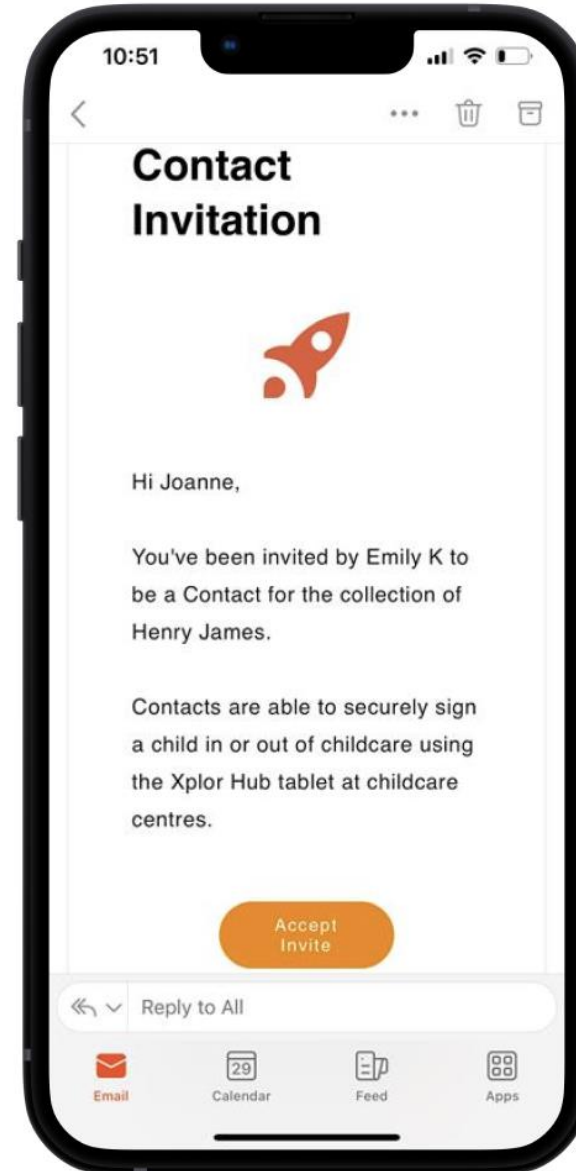 10:51
Contact
Invitation
Hi Joanne,
You've been invited by Emily K to
be a Contact for the collection of
Henry James.
Contacts are able to securely sign
a child in or out of childcare using
the Xplor Hub tablet at childcare
centres.
Accept
Invite
Reply to All
29
Email Calendar Feed Apps